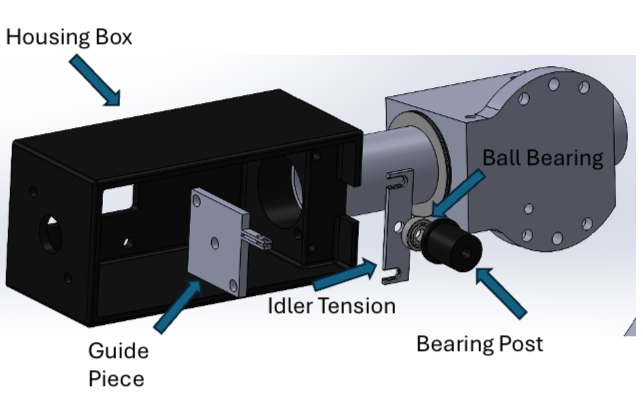 Housing Box
Ball Bearing
Idler Tension
Bearing Post
Guide
Piece